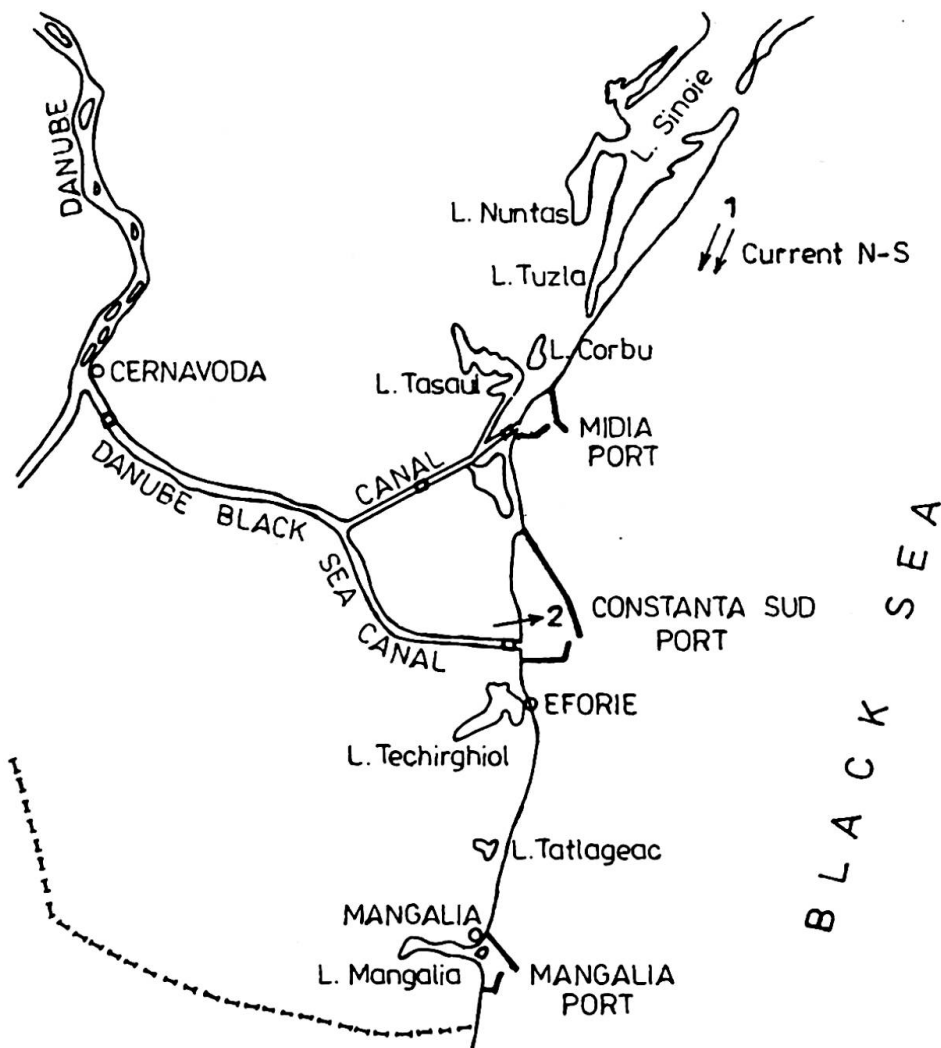 DANUBE
L. Sinoie
L. Nuntas
1
Current N-S
L. Tuzla
L. Corbu
CERNAVODA
L. Tasaul
MIDIA
PORT
CANAL
DANUBE BLACK SEA CANAL
CONSTANTA SUD
PORT
2
EFORIE
L. Techirghiol
BLACK SEA
L. Tatlageac
MANGALIA
L. Mangalia
MANGALIA
PORT